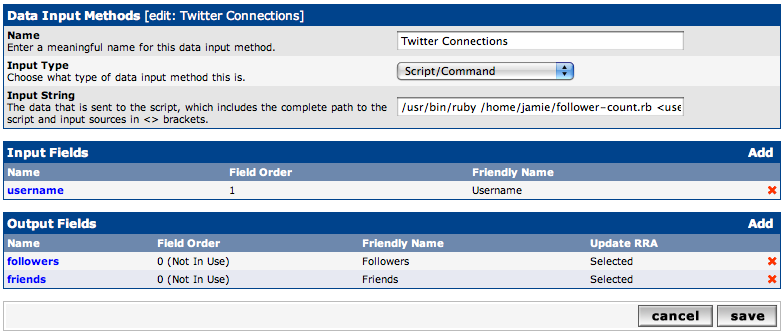 Data Input Methods [edit: Twitter Connections]
Name
Enter a meaningful name for this data input method.
Twitter Connections
Input Type
Choose what type of data input method this is.
Script/Command
Input String
The data that is sent to the script, which includes the complete path to the
script and input sources in <> brackets.
/usr/bin/ruby /home/jamie/follower-count.rb <use
Input Fields Add
Name Field Order Friendly Name
username 1 Username
Output Fields Add
Name Field Order Friendly Name Update RRA
followers 0 (Not In Use) Followers Selected
friends 0 (Not In Use) Friends Selected
cancel save